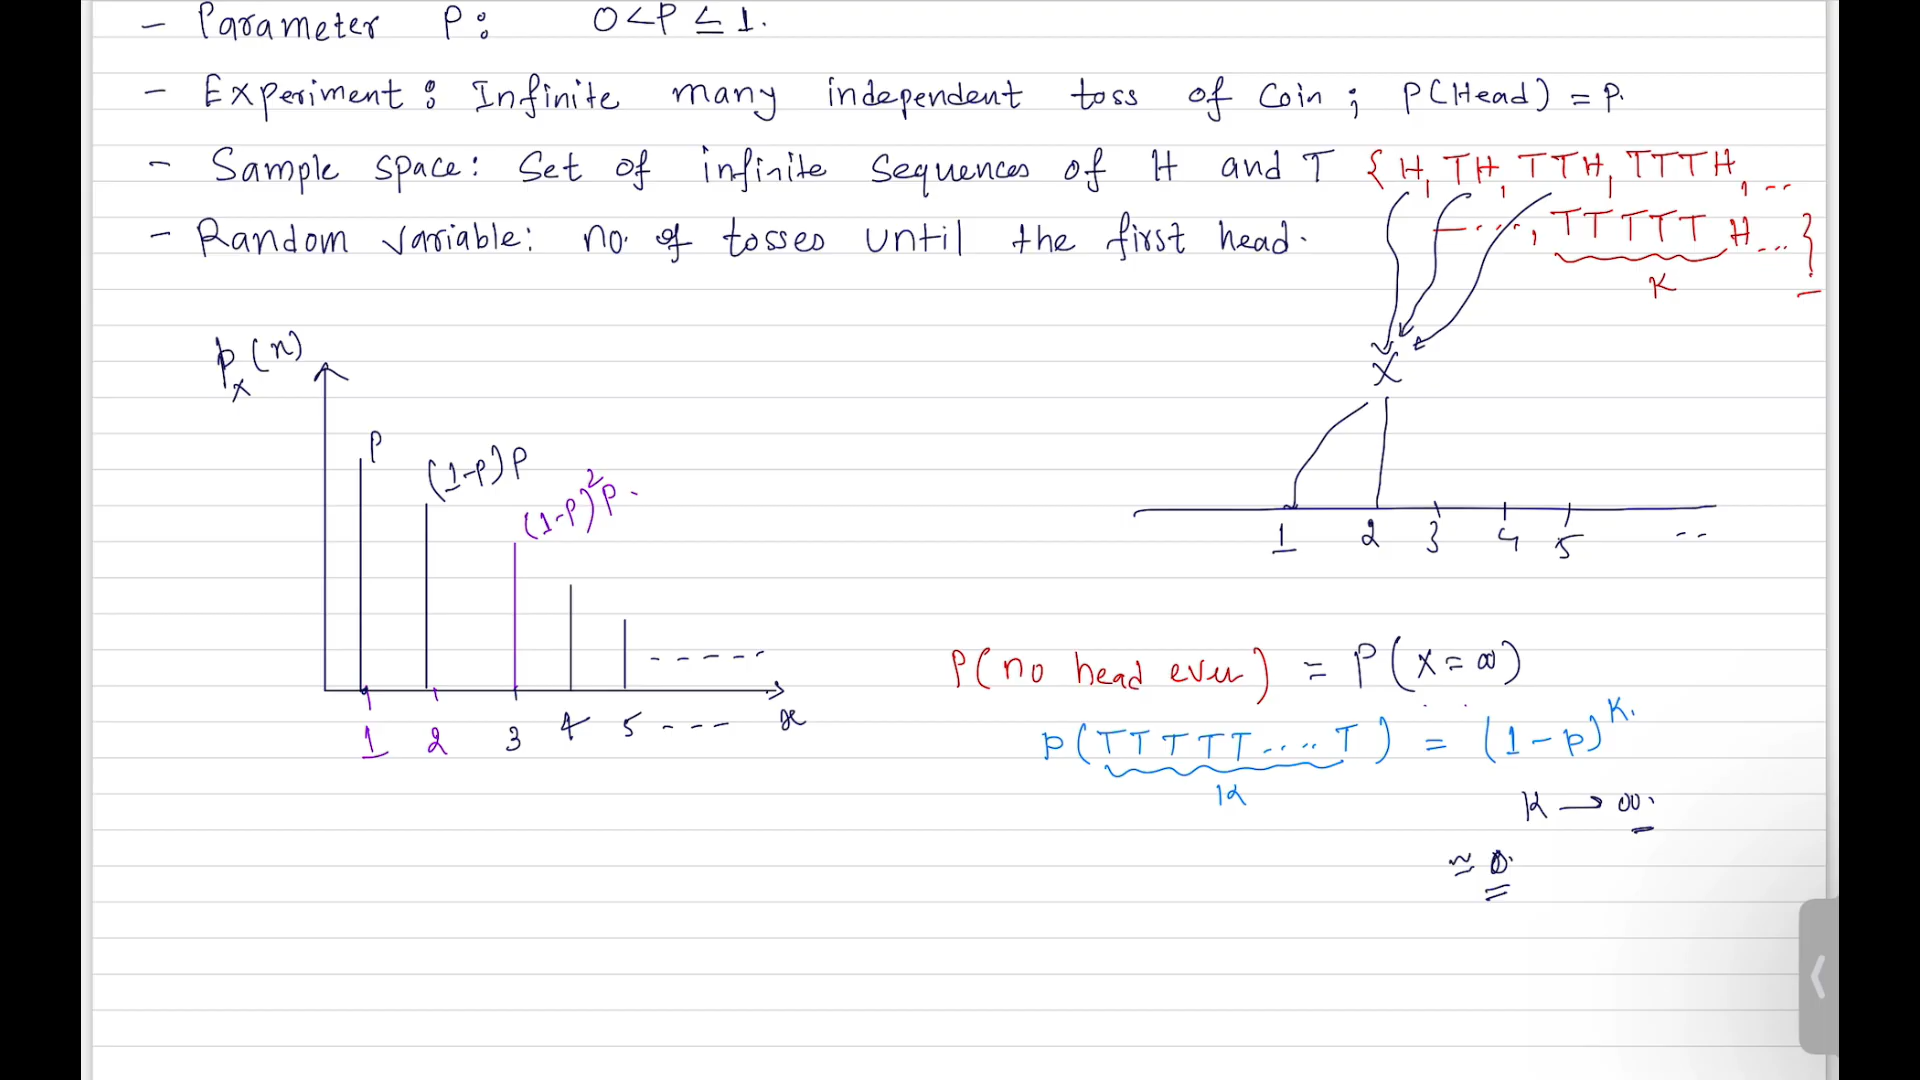 - Parameter P: 0<P≤1.
- Experiment: Infinite many independent toss of Coin; P(Head) = P.
- Sample space: Set of infinite Sequences of H and T {H, TH, TTH, TTTH, ...
....., TTTTT H...}
K
- Random variable: no. of tosses until the first head.
p_X(x)
P
(1-P)P
(1-P)²P.
1 2 3 4 5 ---- x
X
1 2 3 4 5 --
P(no head ever) = P(X=∞)
P(TTTTT....T) = (1-P)^K.
K
K → ∞.
≈ 0.